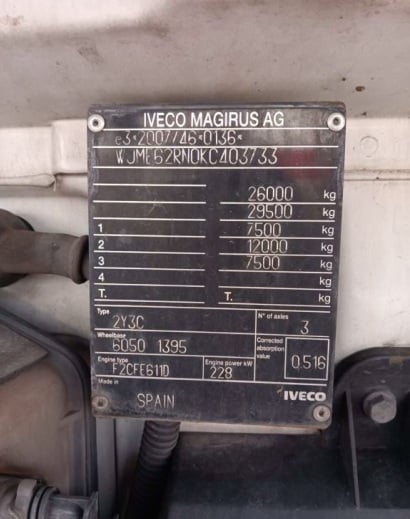 IVECO MAGIRUS AG
e3*2007/46*0136*
WJME62RN0KC403733
26000 kg
29500 kg
1 7500 kg
2 12000 kg
3 7500 kg
4 kg
T. T. kg
Type 2Y3C N° of axles 3
Wheelbase 6050 1395 Corrected absorption value 0,516
Engine type F2CFE611D Engine power kW 228
Made in SPAIN
IVECO